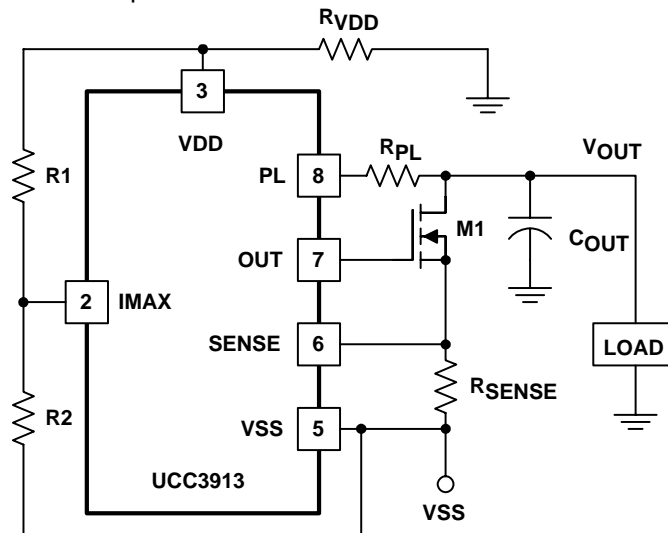 RVDD
3
VDD
R1
RPL
VOUT
PL
8
M1
COUT
OUT
7
2
IMAX
SENSE
6
LOAD
RSENSE
R2
VSS
5
UCC3913
VSS